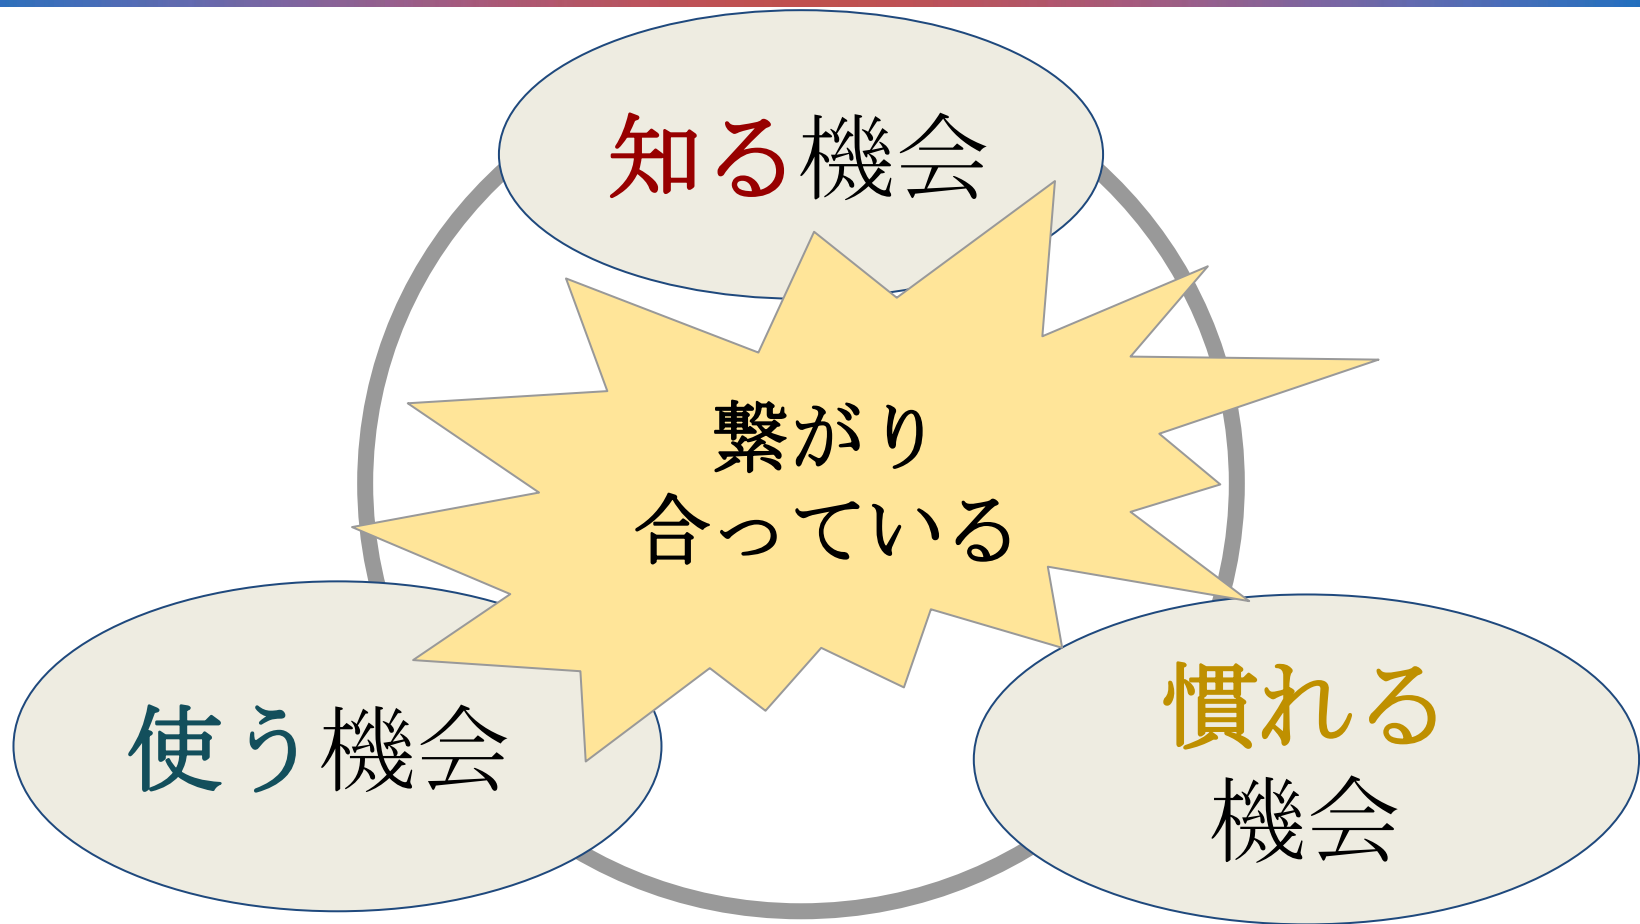 知る機会
繋がり
合っている
使う機会
慣れる
機会